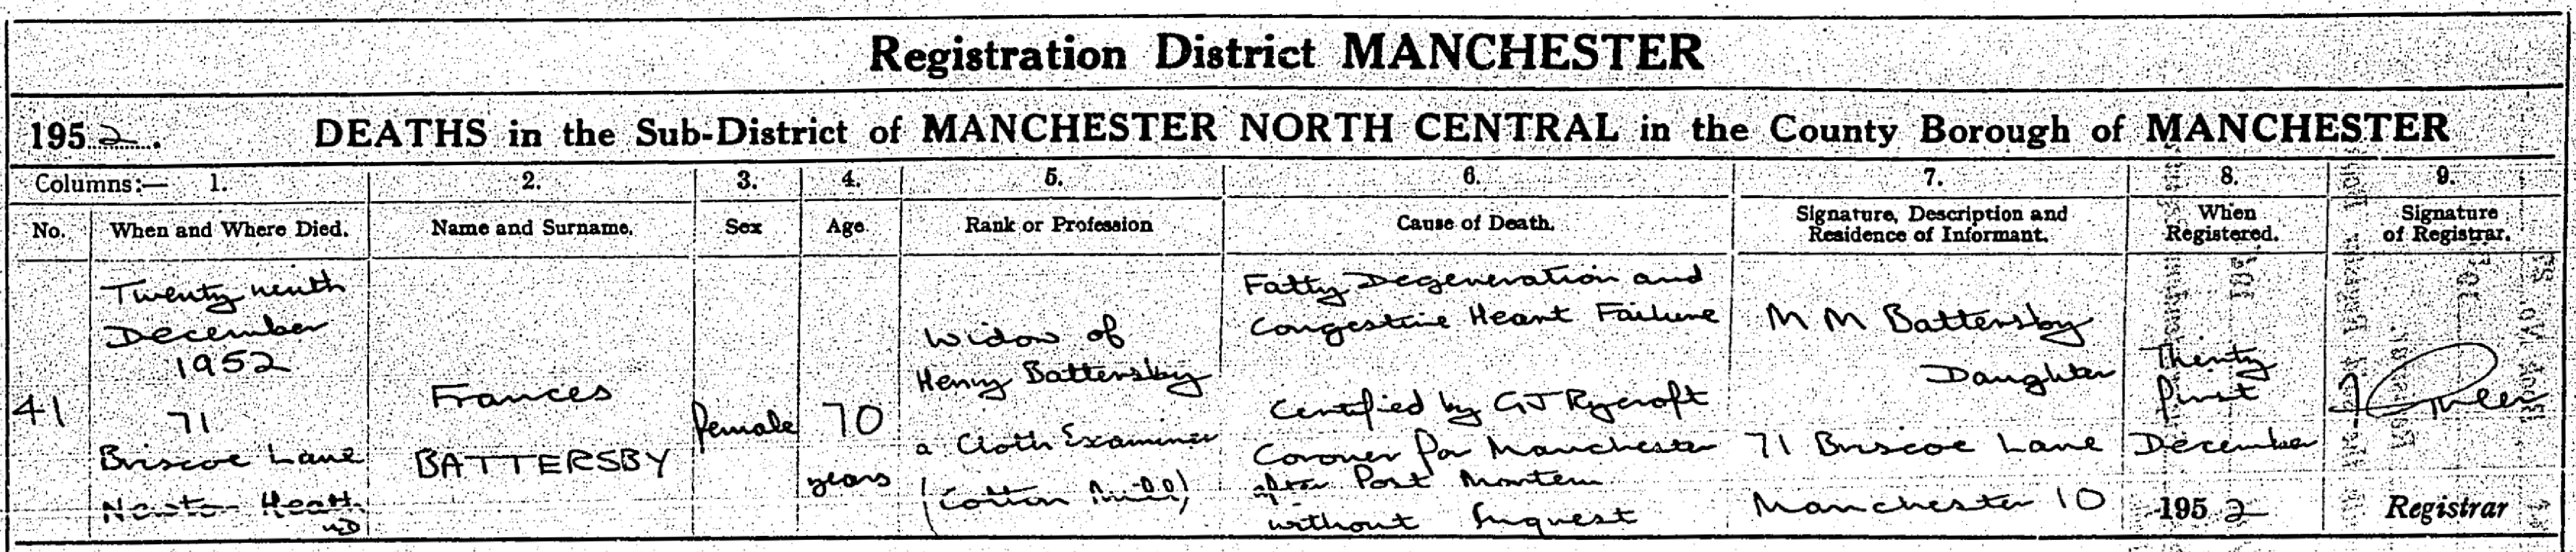 Registration District MANCHESTER
1952. DEATHS in the Sub-District of MANCHESTER NORTH CENTRAL in the County Borough of MANCHESTER
Columns:— 1. 2. 3. 4. 5. 6. 7. 8. 9.
No. When and Where Died. Name and Surname. Sex Age Rank or Profession Cause of Death. Signature, Description and Residence of Informant. When Registered. Signature of Registrar.
41
Twenty ninth
December
1952
71
Briscoe Lane
Newton Heath
UD
Frances
BATTERSBY
female
70
years
Widow of
Henry Battersby
a Cloth Examiner
(Cotton Mill)
Fatty Degeneration and
Congestive Heart Failure
Certified by G J Rycroft
Coroner for Manchester
after Post Mortem
without Inquest
M M Battersby
Daughter
71 Briscoe Lane
Manchester 10
Thirty
first
December
1952
Registrar